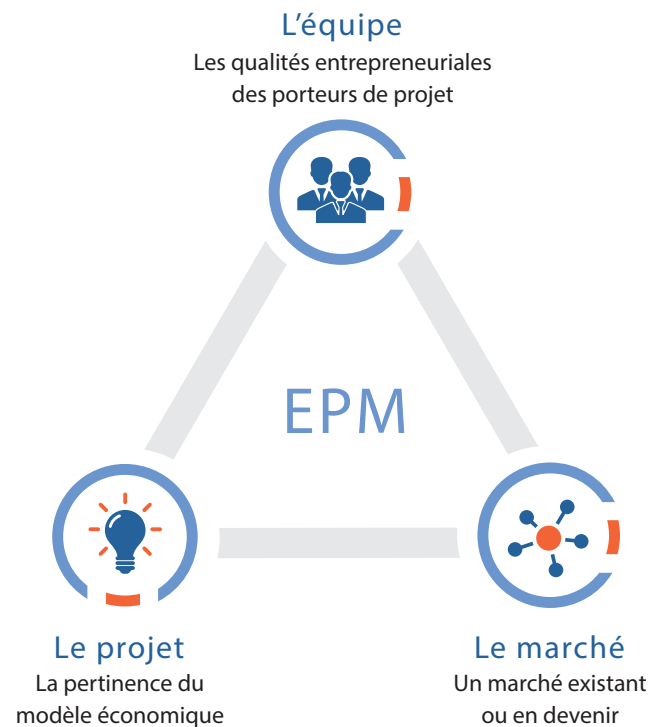 L'équipe
Les qualités entrepreneuriales
des porteurs de projet
EPM
Le projet
La pertinence du
modèle économique
Le marché
Un marché existant
ou en devenir